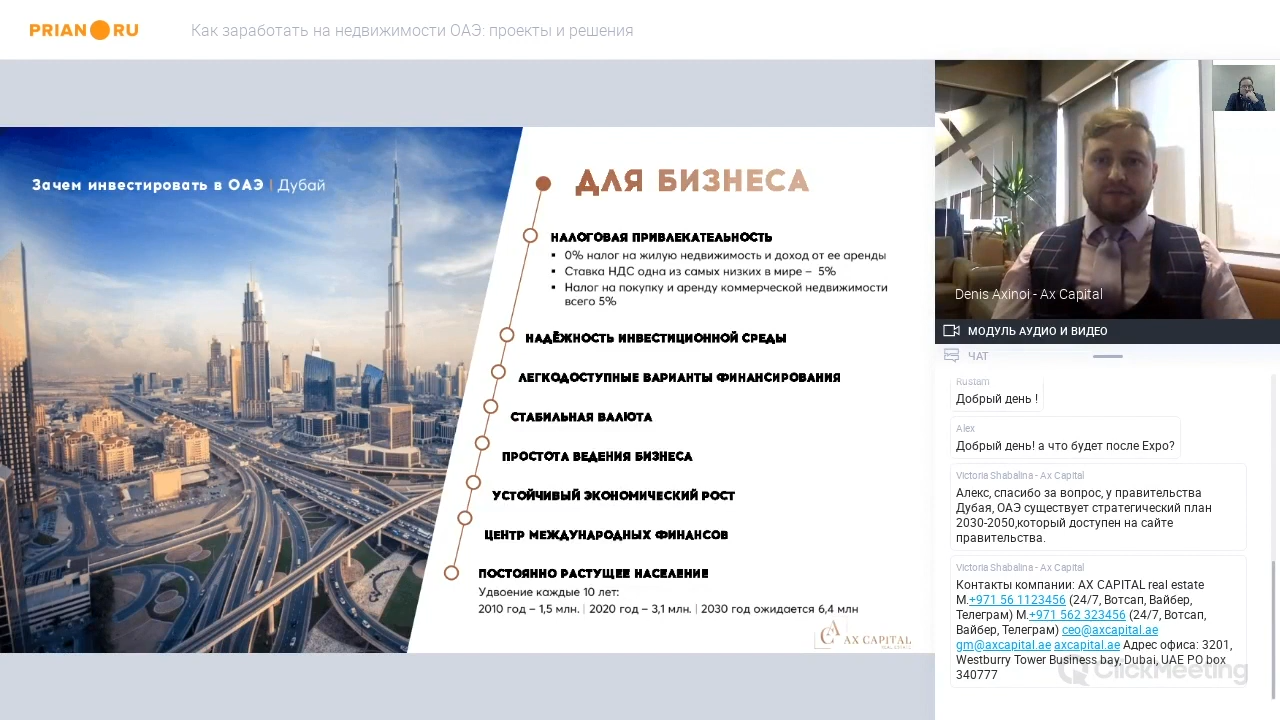 PRIAN RU
Как заработать на недвижимости ОАЭ: проекты и решения
Зачем инвестировать в ОАЭ | Дубай
ДЛЯ БИЗНЕСА
НАЛОГОВАЯ ПРИВЛЕКАТЕЛЬНОСТЬ
▪ 0% налог на жилую недвижимость и доход от ее аренды
▪ Ставка НДС одна из самых низких в мире – 5%
▪ Налог на покупку и аренду коммерческой недвижимости
всего 5%
НАДЁЖНОСТЬ ИНВЕСТИЦИОННОЙ СРЕДЫ
ЛЕГКОДОСТУПНЫЕ ВАРИАНТЫ ФИНАНСИРОВАНИЯ
СТАБИЛЬНАЯ ВАЛЮТА
ПРОСТОТА ВЕДЕНИЯ БИЗНЕСА
УСТОЙЧИВЫЙ ЭКОНОМИЧЕСКИЙ РОСТ
ЦЕНТР МЕЖДУНАРОДНЫХ ФИНАНСОВ
ПОСТОЯННО РАСТУЩЕЕ НАСЕЛЕНИЕ
Удвоение каждые 10 лет:
2010 год – 1,5 млн. | 2020 год – 3,1 млн. | 2030 год ожидается 6,4 млн
CA AX CAPITAL
REAL ESTATE
Denis Axinoi - Ax Capital
МОДУЛЬ АУДИО И ВИДЕО
ЧАТ
Rustam
Добрый день !
Alex
Добрый день! а что будет после Expo?
Victoria Shabalina - Ax Capital
Алекс, спасибо за вопрос, у правительства
Дубая, ОАЭ существует стратегический план
2030-2050,который доступен на сайте
правительства.
Victoria Shabalina - Ax Capital
Контакты компании: AX CAPITAL real estate
М.+971 56 1123456 (24/7, Вотсап, Вайбер,
Телеграм) М.+971 562 323456 (24/7, Вотсап,
Вайбер, Телеграм) ceo@axcapital.ae
gm@axcapital.ae axcapital.ae Адрес офиса: 3201,
Westburry Tower Business bay, Dubai, UAE PO box
340777
ClickMeeting